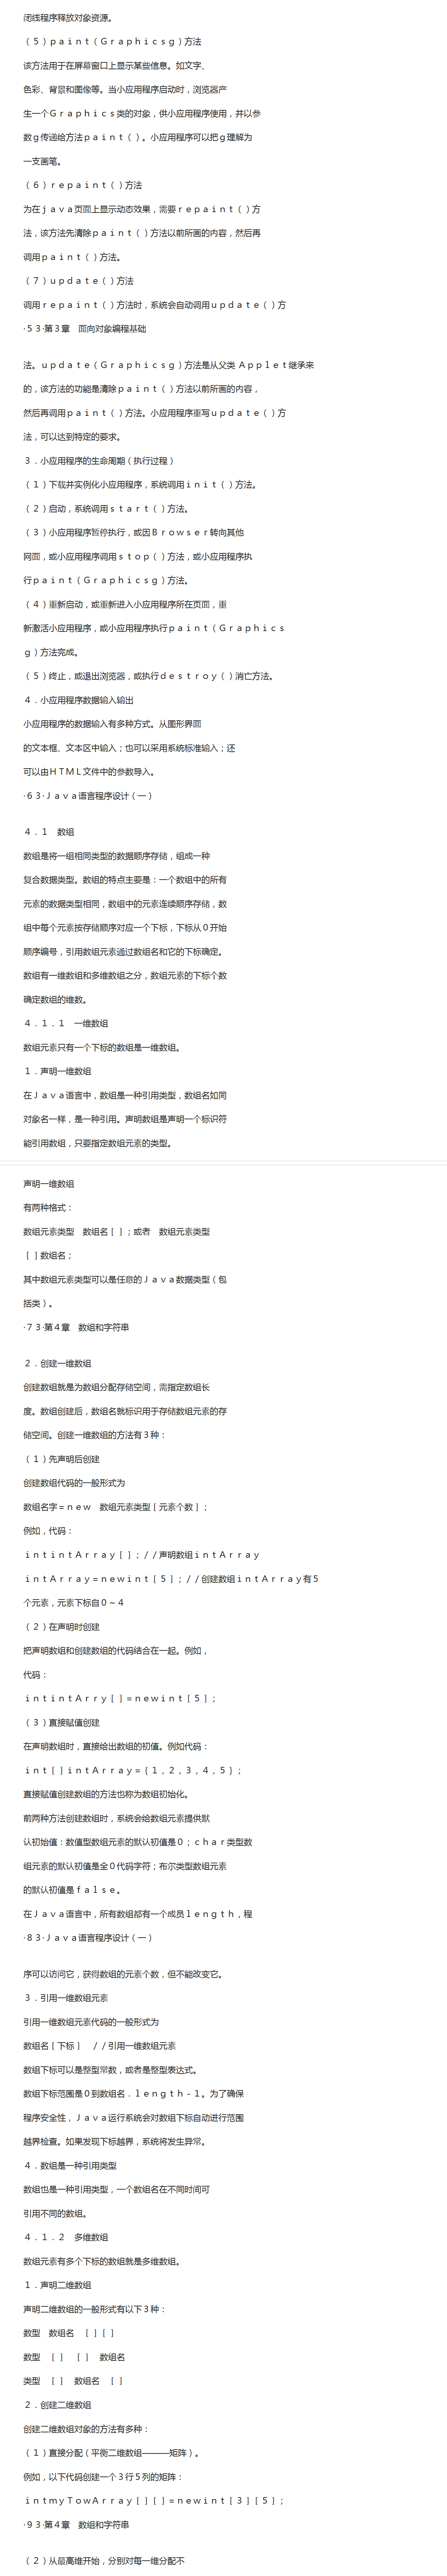 闭线程序释放对象资源。
（５）ｐａｉｎｔ（Ｇｒａｐｈｉｃｓｇ）方法
该方法用于在屏幕窗口上显示某些信息。如文字、
色彩、背景和图像等。当小应用程序启动时，浏览器产
生一个Ｇｒａｐｈｉｃｓ类的对象，供小应用程序使用，并以参
数ｇ传递给方法ｐａｉｎｔ（）。小应用程序可以把ｇ理解为
一支画笔。
（６）ｒｅｐａｉｎｔ（）方法
为在ｊａｖａ页面上显示动态效果，需要ｒｅｐａｉｎｔ（）方
法，该方法先清除ｐａｉｎｔ（）方法以前所画的内容，然后再
调用ｐａｉｎｔ（）方法。
（７）ｕｐｄａｔｅ（）方法
调用ｒｅｐａｉｎｔ（）方法时，系统会自动调用ｕｐｄａｔｅ（）方
·５３·第３章　面向对象编程基础
法。ｕｐｄａｔｅ（Ｇｒａｐｈｉｃｓｇ）方法是从父类 Ａｐｐｌｅｔ继承来
的，该方法的功能是清除ｐａｉｎｔ（）方法以前所画的内容，
然后再调用ｐａｉｎｔ（）方法。小应用程序重写ｕｐｄａｔｅ（）方
法，可以达到特定的要求。
３．小应用程序的生命周期（执行过程）
（１）下载并实例化小应用程序，系统调用ｉｎｉｔ（）方法。
（２）启动，系统调用ｓｔａｒｔ（）方法。
（３）小应用程序暂停执行，或因Ｂｒｏｗｓｅｒ转向其他
网面，或小应用程序调用ｓｔｏｐ（）方法，或小应用程序执
行ｐａｉｎｔ（Ｇｒａｐｈｉｃｓｇ）方法。
（４）重新启动，或重新进入小应用程序所在页面，重
新激活小应用程序，或小应用程序执行ｐａｉｎｔ（Ｇｒａｐｈｉｃｓ
ｇ）方法完成。
（５）终止，或退出浏览器，或执行ｄｅｓｔｒｏｙ（）消亡方法。
４．小应用程序数据输入输出
小应用程序的数据输入有多种方式。从图形界面
的文本框、文本区中输入；也可以采用系统标准输入；还
可以由ＨＴＭＬ文件中的参数导入。
·６３·Ｊａｖａ语言程序设计（一）
４．１　数组
数组是将一组相同类型的数据顺序存储，组成一种
复合数据类型。数组的特点主要是：一个数组中的所有
元素的数据类型相同，数组中的元素连续顺序存储，数
组中每个元素按存储顺序对应一个下标，下标从０开始
顺序编号，引用数组元素通过数组名和它的下标确定。
数组有一维数组和多维数组之分，数组元素的下标个数
确定数组的维数。
４．１．１　一维数组
数组元素只有一个下标的数组是一维数组。
１．声明一维数组
在Ｊａｖａ语言中，数组是一种引用类型，数组名如同
对象名一样，是一种引用。声明数组是声明一个标识符
能引用数组，只要指定数组元素的类型。
声明一维数组
有两种格式：
数组元素类型　数组名［］；或者　数组元素类型
［］数组名；
其中数组元素类型可以是任意的Ｊａｖａ数据类型（包
括类）。
·７３·第４章　数组和字符串
２．创建一维数组
创建数组就是为数组分配存储空间，需指定数组长
度。数组创建后，数组名就标识用于存储数组元素的存
储空间。创建一维数组的方法有３种：
（１）先声明后创建
创建数组代码的一般形式为
数组名字＝ｎｅｗ　数组元素类型［元素个数］；
例如，代码：
ｉｎｔｉｎｔＡｒｒａｙ［］；／／声明数组ｉｎｔＡｒｒａｙ
ｉｎｔＡｒｒａｙ＝ｎｅｗｉｎｔ［５］；／／创建数组ｉｎｔＡｒｒａｙ有５
个元素，元素下标自０～４
（２）在声明时创建
把声明数组和创建数组的代码结合在一起。例如，
代码：
ｉｎｔｉｎｔＡｒｒｙ［］＝ｎｅｗｉｎｔ［５］；
（３）直接赋值创建
在声明数组时，直接给出数组的初值。例如代码：
ｉｎｔ［］ｉｎｔＡｒｒａｙ＝｛１，２，３，４，５｝；
直接赋值创建数组的方法也称为数组初始化。
前两种方法创建数组时，系统会给数组元素提供默
认初始值：数值型数组元素的默认初值是０；ｃｈａｒ类型数
组元素的默认初值是全０代码字符；布尔类型数组元素
的默认初值是ｆａｌｓｅ。
在Ｊａｖａ语言中，所有数组都有一个成员ｌｅｎｇｔｈ，程
·８３·Ｊａｖａ语言程序设计（一）
序可以访问它，获得数组的元素个数，但不能改变它。
３．引用一维数组元素
引用一维数组元素代码的一般形式为
数组名［下标］　／／引用一维数组元素
数组下标可以是整型常数，或者是整型表达式。
数组下标范围是０到数组名．ｌｅｎｇｔｈ－１。为了确保
程序安全性，Ｊａｖａ运行系统会对数组下标自动进行范围
越界检查。如果发现下标越界，系统将发生异常。
４．数组是一种引用类型
数组也是一种引用类型，一个数组名在不同时间可
引用不同的数组。
４．１．２　多维数组
数组元素有多个下标的数组就是多维数组。
１．声明二维数组
声明二维数组的一般形式有以下３种：
数型　数组名　［］［］
数型　［］　［］　数组名
类型　［］　数组名　［］
２．创建二维数组
创建二维数组对象的方法有多种：
（１）直接分配（平衡二维数组———矩阵）。
例如，以下代码创建一个３行５列的矩阵：
ｉｎｔｍｙＴｏｗＡｒｒａｙ［］［］＝ｎｅｗｉｎｔ［３］［５］；
·９３·第４章　数组和字符串
（２）从最高维开始，分别对每一维分配不